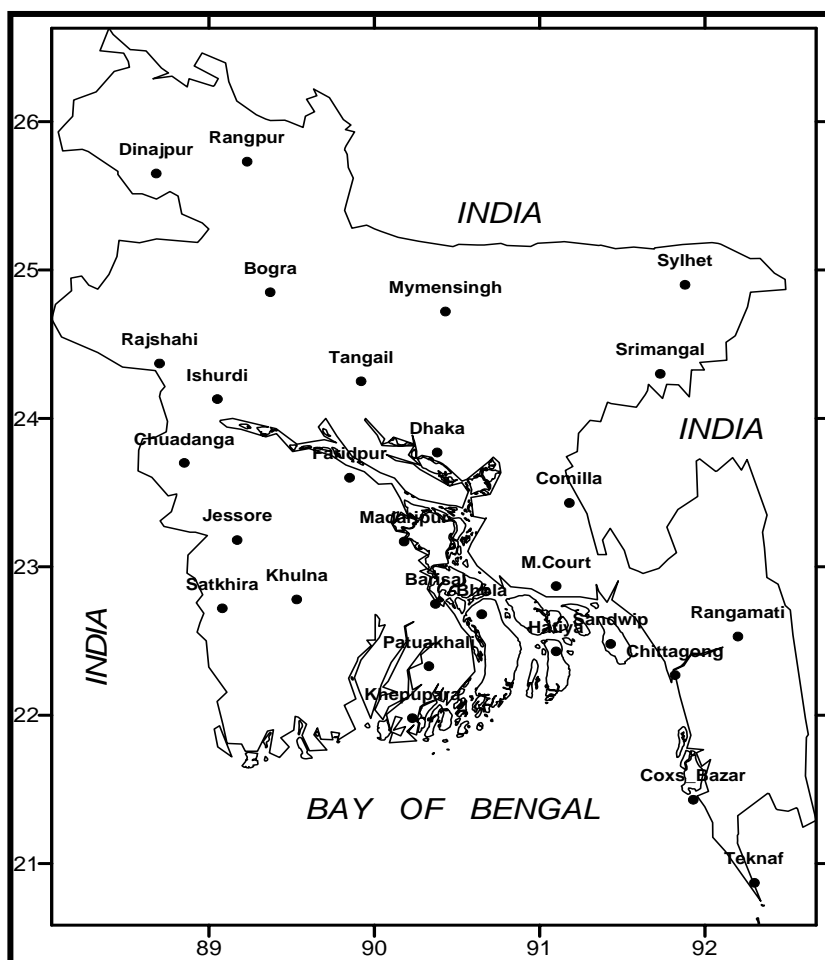 26
Rangpur
Dinajpur
INDIA
25
Bogra
Sylhet
Mymensingh
Rajshahi
Tangail
Srimangal
Ishurdi
24
Chuadanga
Dhaka
INDIA
Faridpur
Comilla
Jessore
Madaripur
23
M.Court
Satkhira
Khulna
Barisal
Bhola
Hatiya
Sandwip
Rangamati
INDIA
Patuakhali
Chittagong
Khepupara
22
Coxs_Bazar
BAY OF BENGAL
21
Teknaf
89
90
91
92